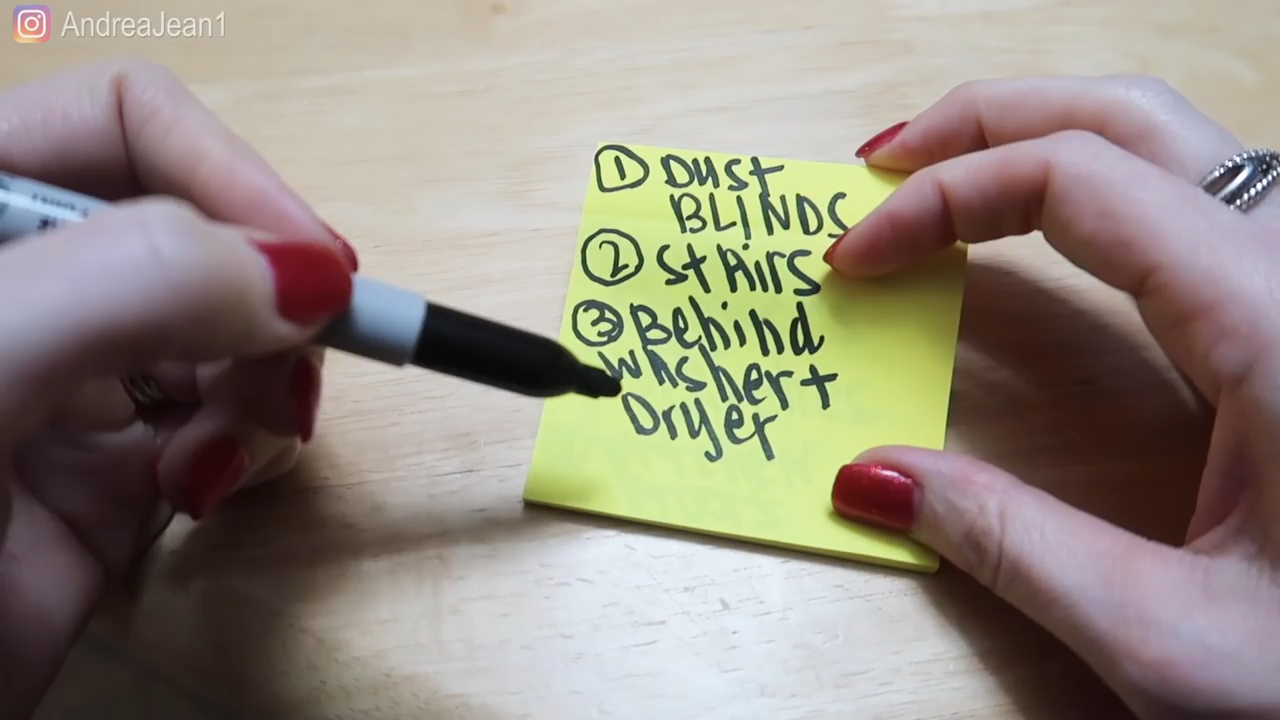 AndreaJean1
① Dust
BLINDS
② Stairs
③ Behind
Washer +
Dryer